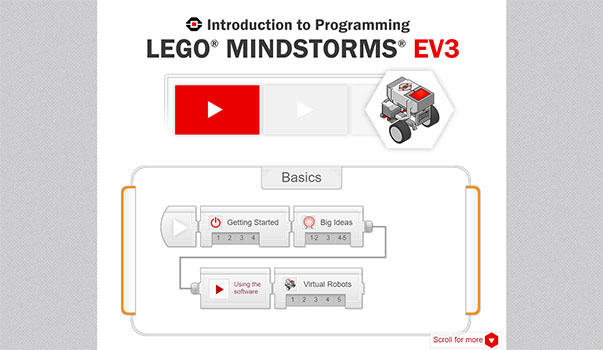 Introduction to Programming
LEGO® MINDSTORMS® EV3
Basics
Getting Started
1 2 3 4
Big Ideas
1-2 3 4-5
Using the
software
Virtual Robots
1 2 3 4 5
Scroll for more